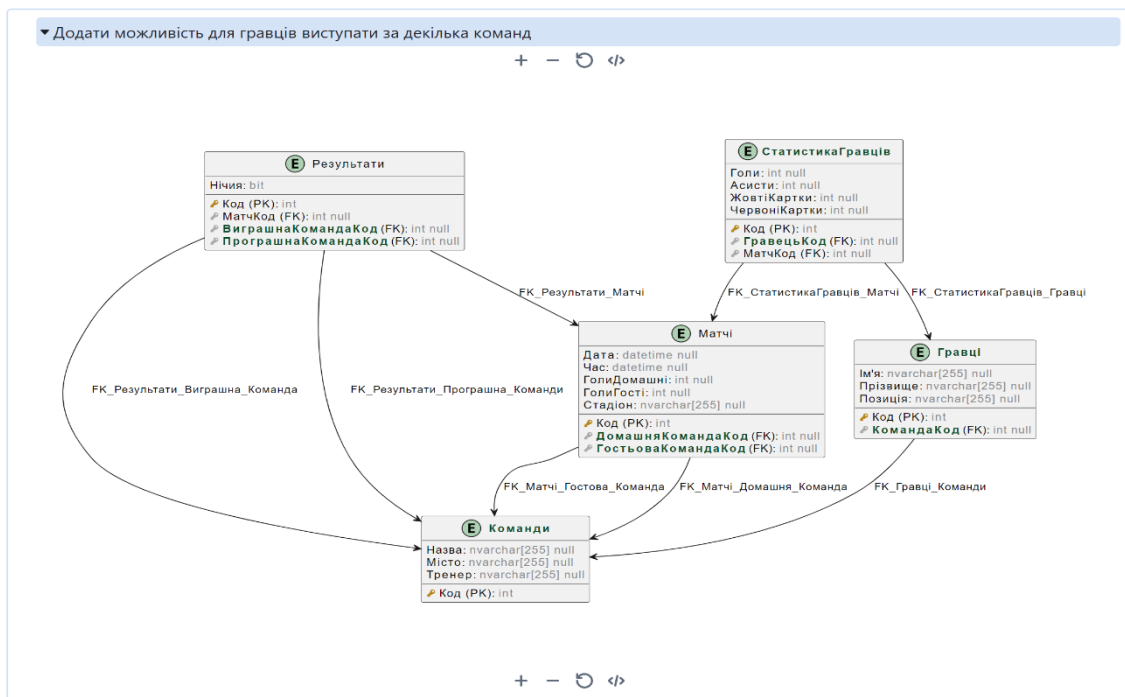 Додати можливість для гравців виступати за декілька команд
E Результати
Нічия: bit
Код (PK): int
МатчКод (FK): int null
ВиграшнаКомандаКод (FK): int null
ПрограшнаКомандаКод (FK): int null
E СтатистикаГравців
Голи: int null
Асисти: int null
ЖовтіКартки: int null
ЧервоніКартки: int null
Код (PK): int
ГравецьКод (FK): int null
МатчКод (FK): int null
FK_Результати_Матчі
FK_СтатистикаГравців_Матчі
FK_СтатистикаГравців_Гравці
E Матчі
Дата: datetime null
Час: datetime null
ГолиДомашні: int null
ГолиГості: int null
Стадіон: nvarchar[255] null
Код (PK): int
ДомашняКомандаКод (FK): int null
ГостьоваКомандаКод (FK): int null
E Гравці
Ім'я: nvarchar[255] null
Прізвище: nvarchar[255] null
Позиція: nvarchar[255] null
Код (PK): int
КомандаКод (FK): int null
FK_Результати_Виграшна_Команда
FK_Результати_Програшна_Команди
FK_Матчі_Гостова_Команда
FK_Матчі_Домашня_Команда
FK_Гравці_Команди
E Команди
Назва: nvarchar[255] null
Місто: nvarchar[255] null
Тренер: nvarchar[255] null
Код (PK): int